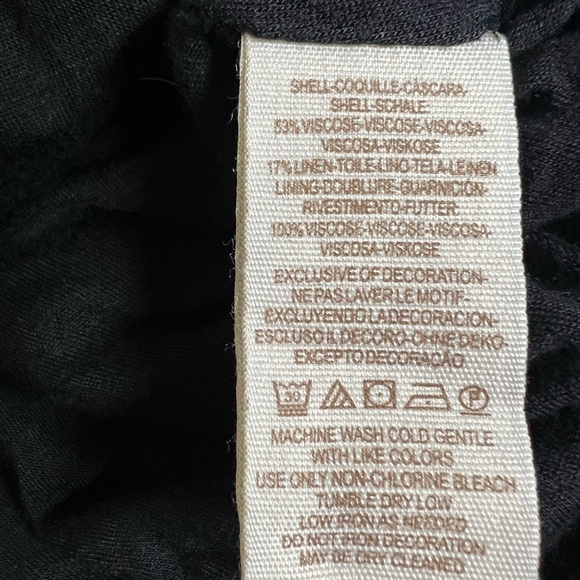 SHELL-COQUILLE-CASCARA-
SHELL-SCHALE:
53% VISCOSE-VISCOSE-VISCOSA-
VISCOSA-VISKOSE
17% LINEN-TOILE-LINO-TELA-LEINEN
LINING-DOUBLURE-GUARNICION-
RIVESTIMENTO-FUTTER:
100% VISCOSE-VISCOSE-VISCOSA-
VISCOSA-VISKOSE
EXCLUSIVE OF DECORATION-
NE PAS LAVER LE MOTIF-
EXCLUYENDO LA DECORACION-
ESCLUSO IL DECORO-OHNE DEKO-
EXCEPTO DECORAÇÃO
30 P
MACHINE WASH COLD GENTLE
WITH LIKE COLORS
USE ONLY NON-CHLORINE BLEACH
TUMBLE DRY LOW
LOW IRON AS NEEDED
DO NOT IRON DECORATION
MAY BE DRY CLEANED